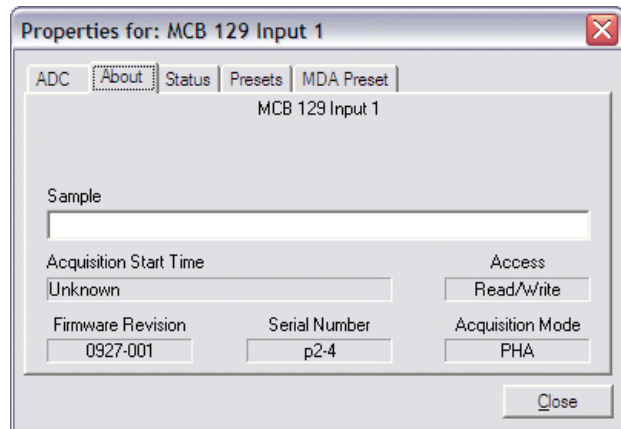 Properties for: MCB 129 Input 1
ADC About Status Presets MDA Preset
MCB 129 Input 1
Sample
Acquisition Start Time Access
Unknown Read/Write
Firmware Revision Serial Number Acquisition Mode
0927-001 p2-4 PHA
Close